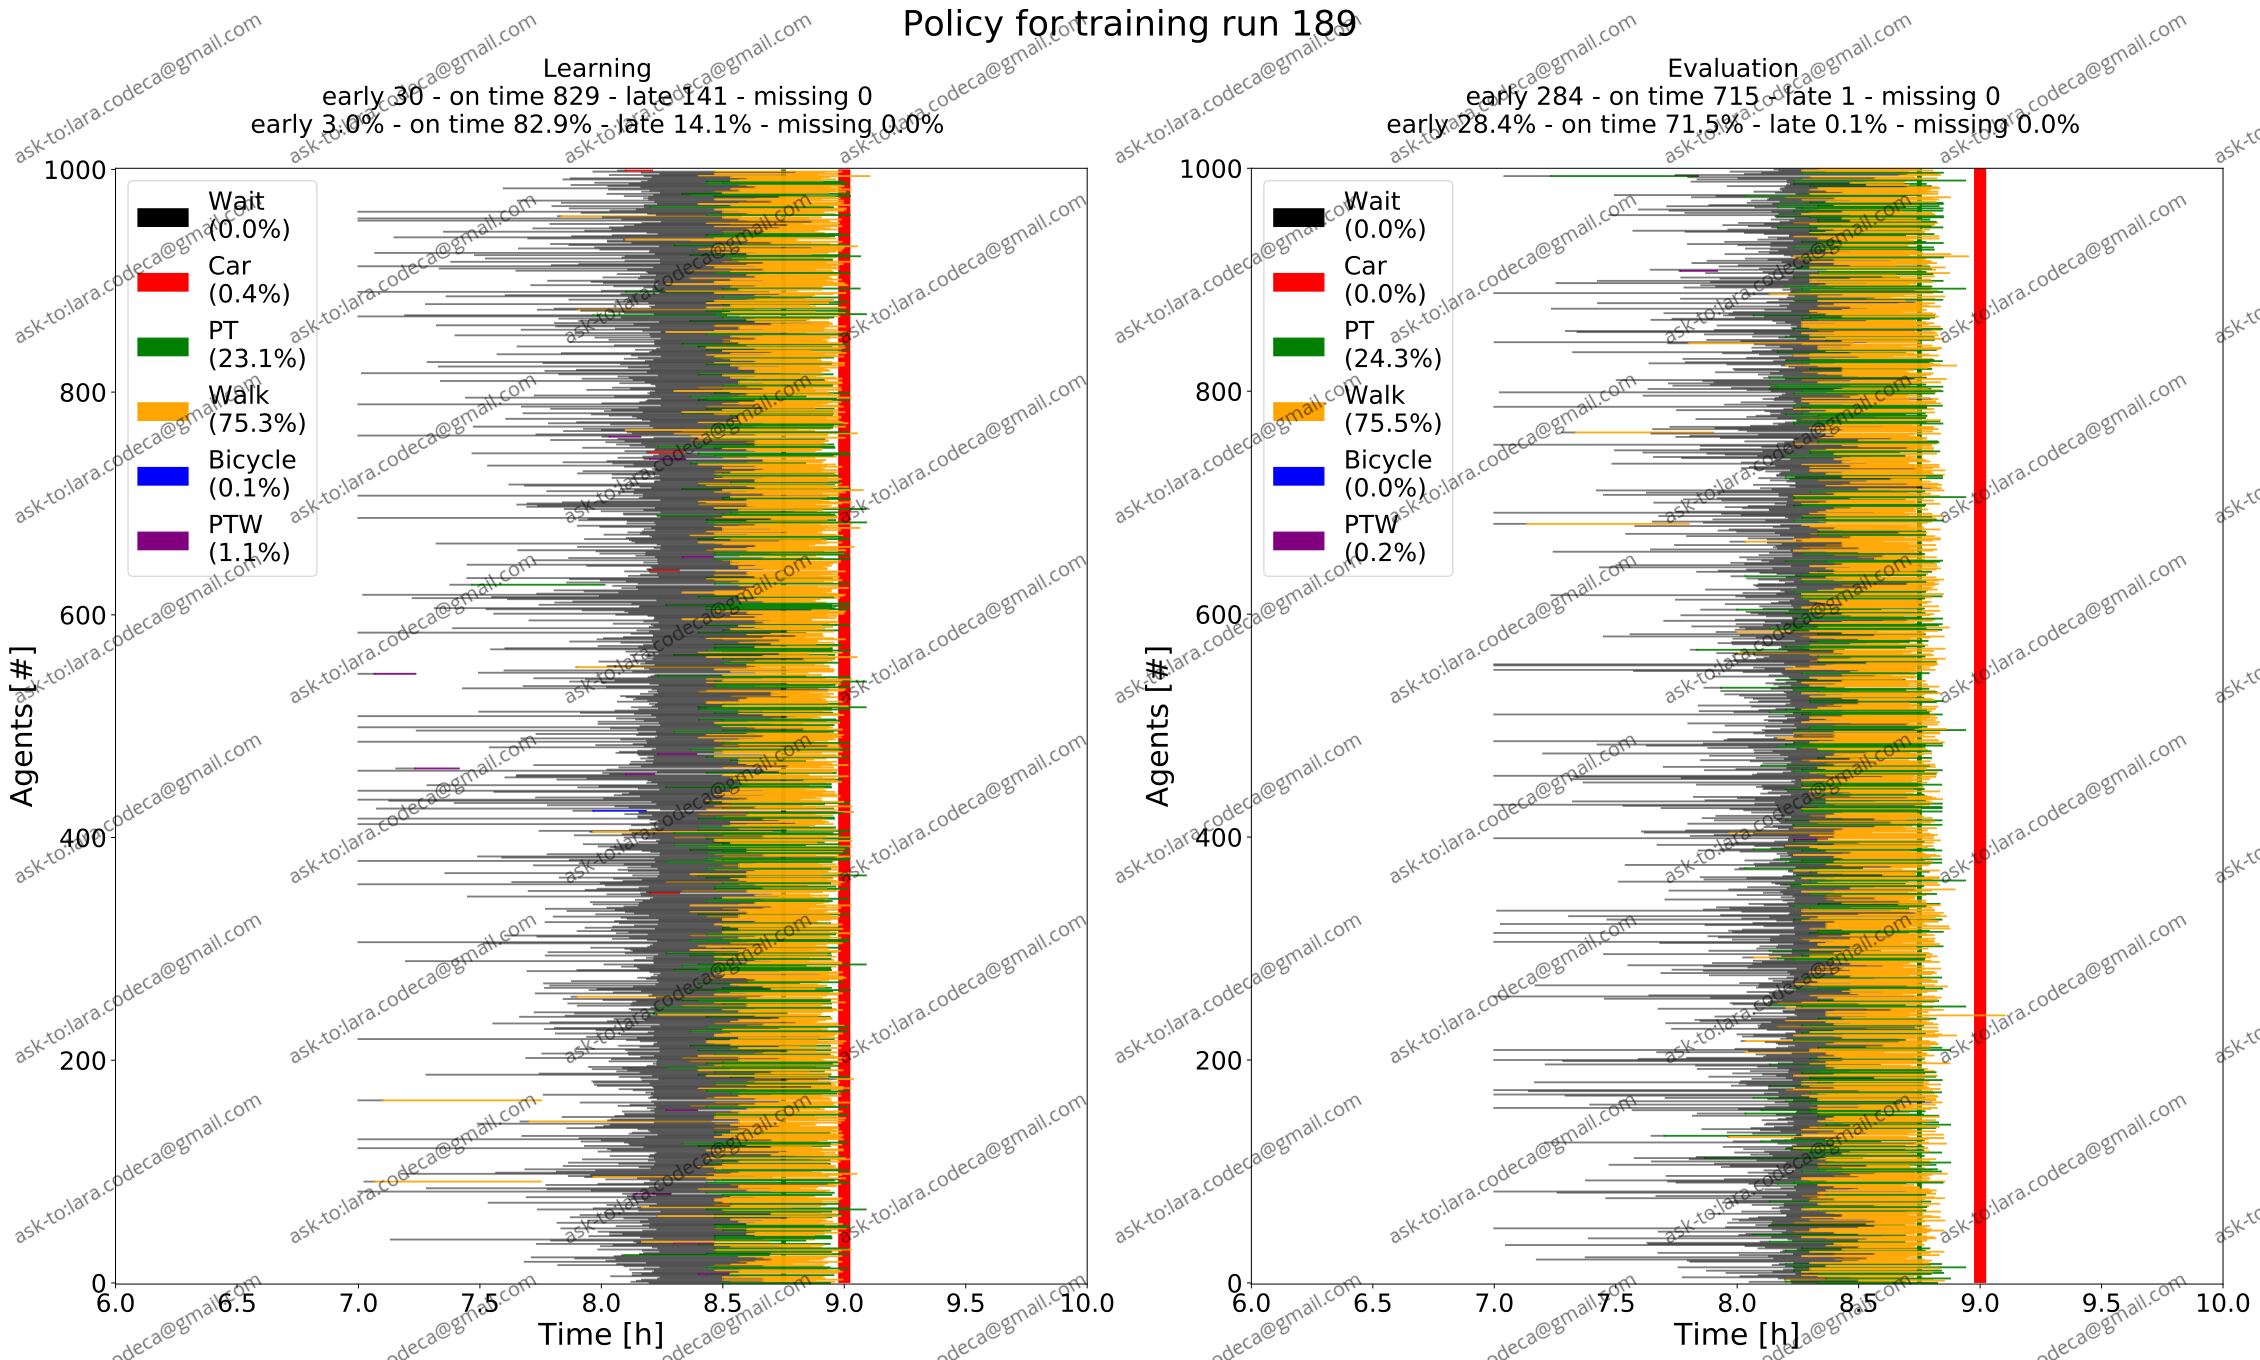 Policy for training run 189
Learning
early 30 - on time 829 - late 141 - missing 0
early 3.0% - on time 82.9% - late 14.1% - missing 0.0%
1000
800
600
400
200
0
Agents [#]
Wait
(0.0%)
Car
(0.4%)
PT
(23.1%)
Walk
(75.3%)
Bicycle
(0.1%)
PTW
(1.1%)
6.0 6.5 7.0 7.5 8.0 8.5 9.0 9.5 10.0
Time [h]
Evaluation
early 284 - on time 715 - late 1 - missing 0
early 28.4% - on time 71.5% - late 0.1% - missing 0.0%
1000
800
600
400
200
0
Agents [#]
Wait
(0.0%)
Car
(0.0%)
PT
(24.3%)
Walk
(75.5%)
Bicycle
(0.0%)
PTW
(0.2%)
6.0 6.5 7.0 7.5 8.0 8.5 9.0 9.5 10.0
Time [h]
ask-to:lara.codeca@gmail.com